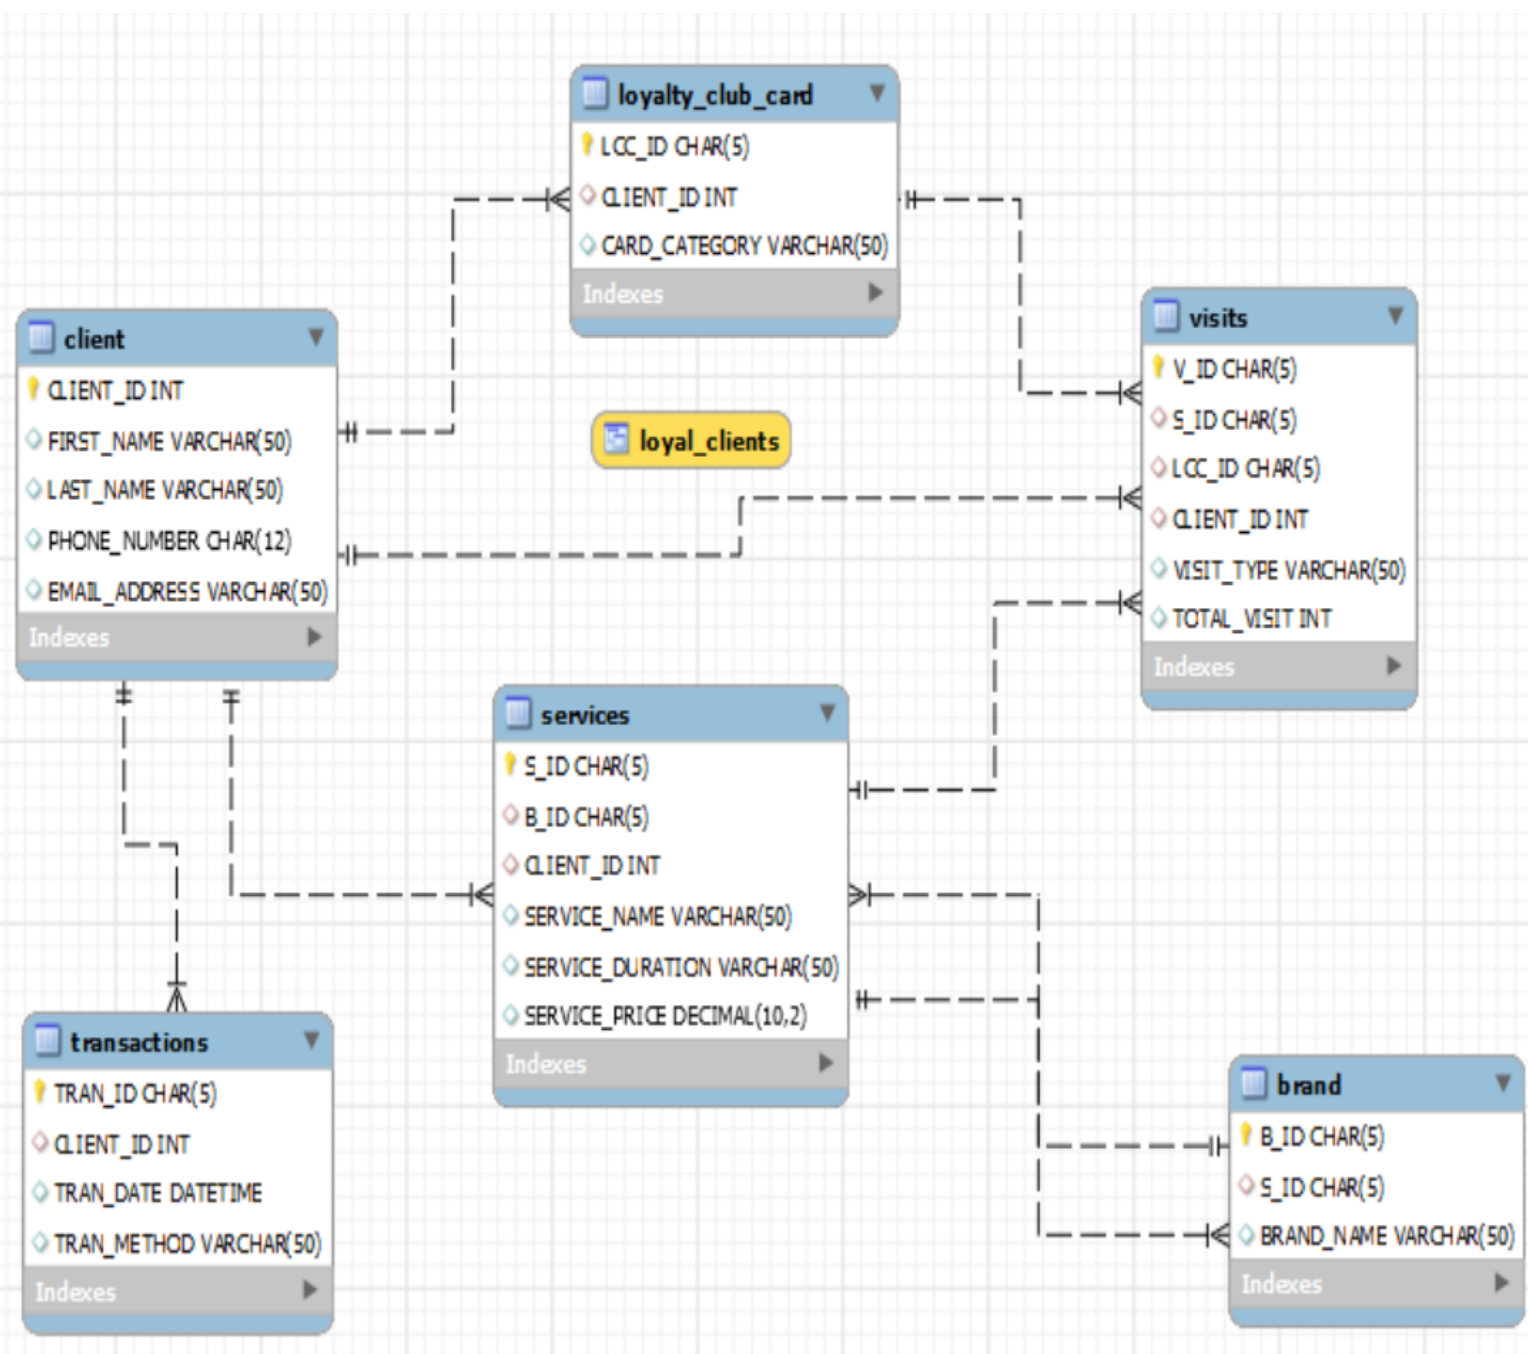 loyalty_club_card
LCC_ID CHAR(5)
CLIENT_ID INT
CARD_CATEGORY VARCHAR(50)
Indexes
client
CLIENT_ID INT
FIRST_NAME VARCHAR(50)
LAST_NAME VARCHAR(50)
PHONE_NUMBER CHAR(12)
EMAIL_ADDRESS VARCHAR(50)
Indexes
loyal_clients
visits
V_ID CHAR(5)
S_ID CHAR(5)
LCC_ID CHAR(5)
CLIENT_ID INT
VISIT_TYPE VARCHAR(50)
TOTAL_VISIT INT
Indexes
services
S_ID CHAR(5)
B_ID CHAR(5)
CLIENT_ID INT
SERVICE_NAME VARCHAR(50)
SERVICE_DURATION VARCHAR(50)
SERVICE_PRICE DECIMAL(10,2)
Indexes
transactions
TRAN_ID CHAR(5)
CLIENT_ID INT
TRAN_DATE DATETIME
TRAN_METHOD VARCHAR(50)
Indexes
brand
B_ID CHAR(5)
S_ID CHAR(5)
BRAND_NAME VARCHAR(50)
Indexes